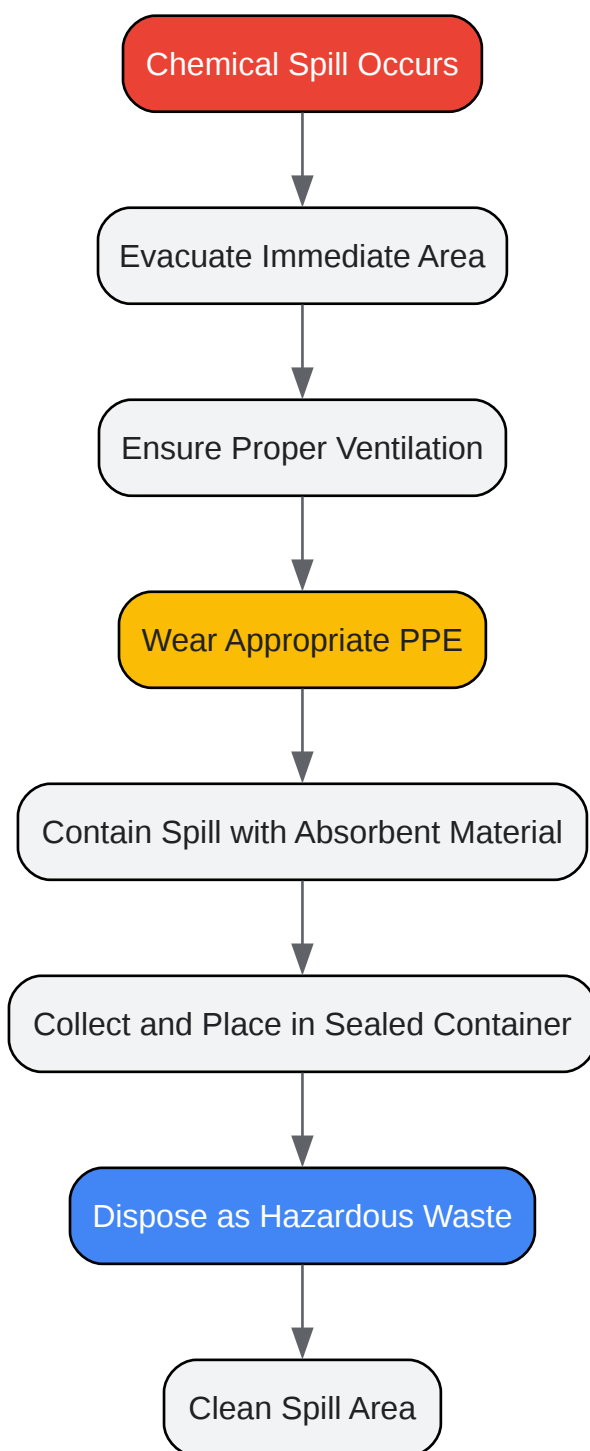 Chemical Spill Occurs
Evacuate Immediate Area
Ensure Proper Ventilation
Wear Appropriate PPE
Contain Spill with Absorbent Material
Collect and Place in Sealed Container
Dispose as Hazardous Waste
Clean Spill Area